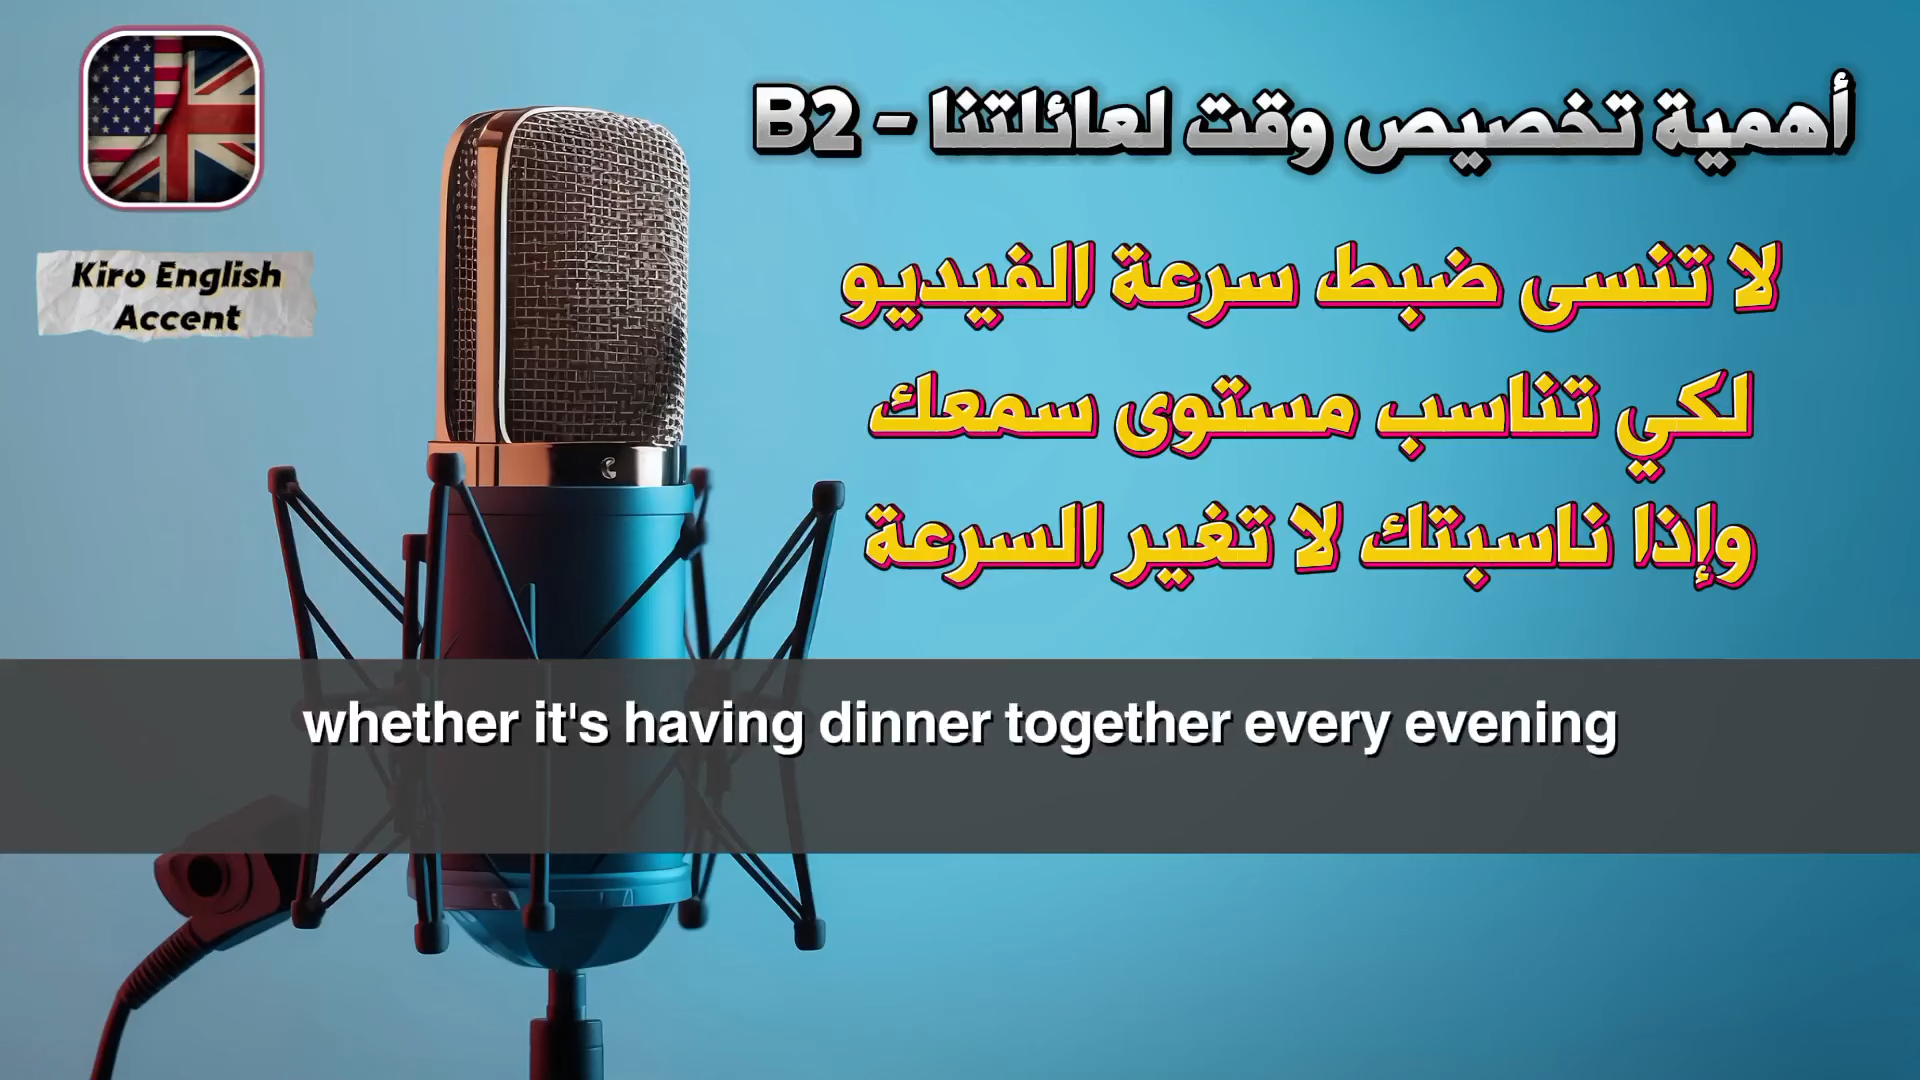 أهمية تخصيص وقت لعائلتنا - B2
Kiro English
Accent
لا تنسى ضبط سرعة الفيديو
لكي تناسب مستوى سمعك
وإذا ناسبتك لا تغير السرعة
whether it's having dinner together every evening